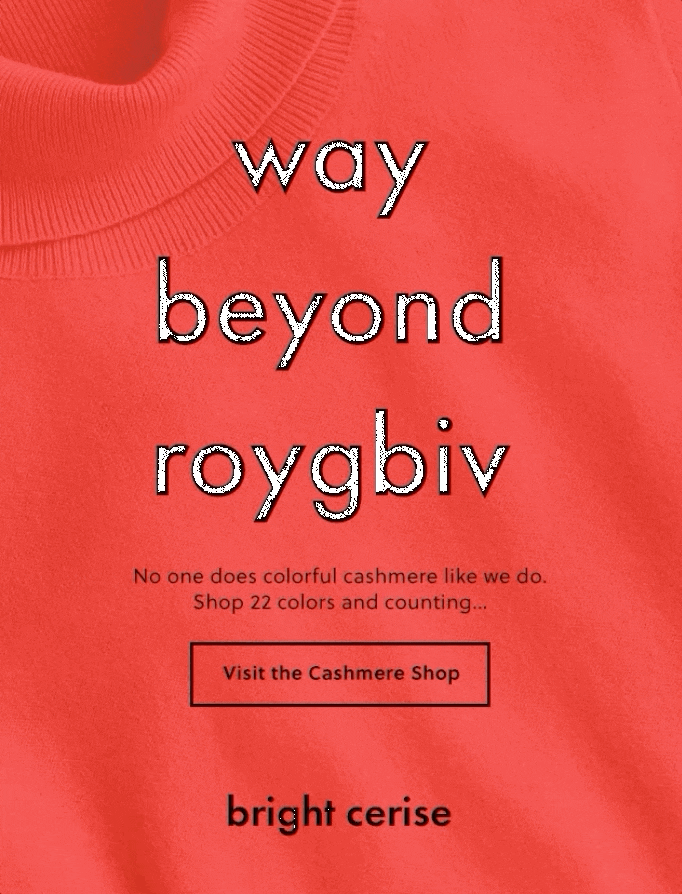 way
beyond
roygbiv
No one does colorful cashmere like we do.
Shop 22 colors and counting...
Visit the Cashmere Shop
bright cerise